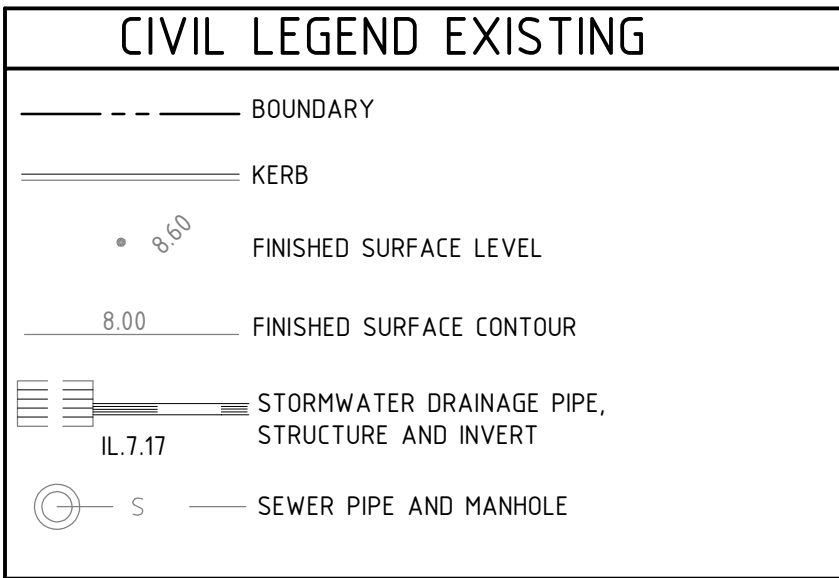 CIVIL LEGEND EXISTING
BOUNDARY
KERB
8.60
FINISHED SURFACE LEVEL
8.00
FINISHED SURFACE CONTOUR
STORMWATER DRAINAGE PIPE,
STRUCTURE AND INVERT
IL.7.17
S
SEWER PIPE AND MANHOLE